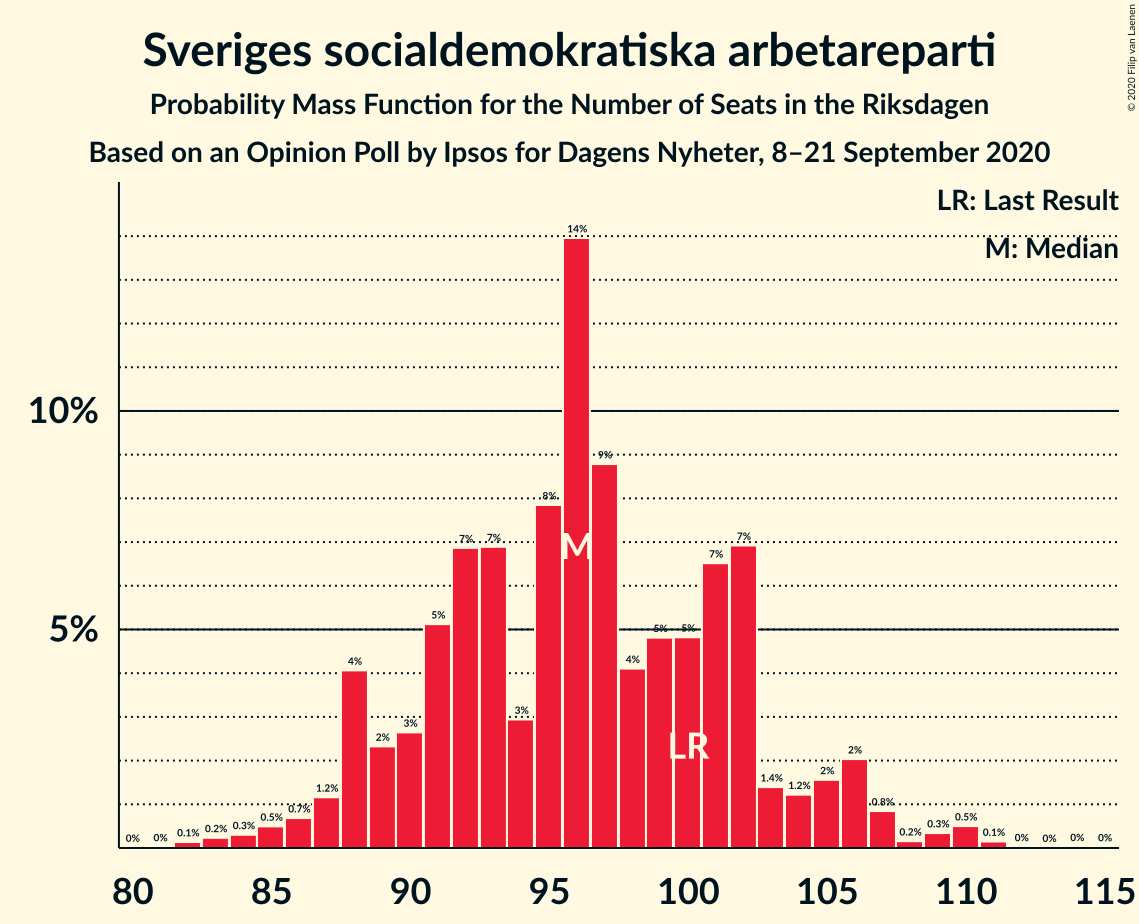 Sveriges socialdemokratiska arbetareparti
Probability Mass Function for the Number of Seats in the Riksdagen
Based on an Opinion Poll by Ipsos for Dagens Nyheter, 8–21 September 2020
© 2020 Filip van Laenen
LR: Last Result
M: Median
10%
5%
0% 0% 0.1% 0.2% 0.3% 0.5% 0.7% 1.2% 4% 2% 3% 5% 7% 7% 3% 8% 14% 9% 4% 5% 5% 7% 7% 1.4% 1.2% 2% 2% 0.8% 0.2% 0.3% 0.5% 0.1% 0% 0% 0% 0%
M
LR
80 85 90 95 100 105 110 115